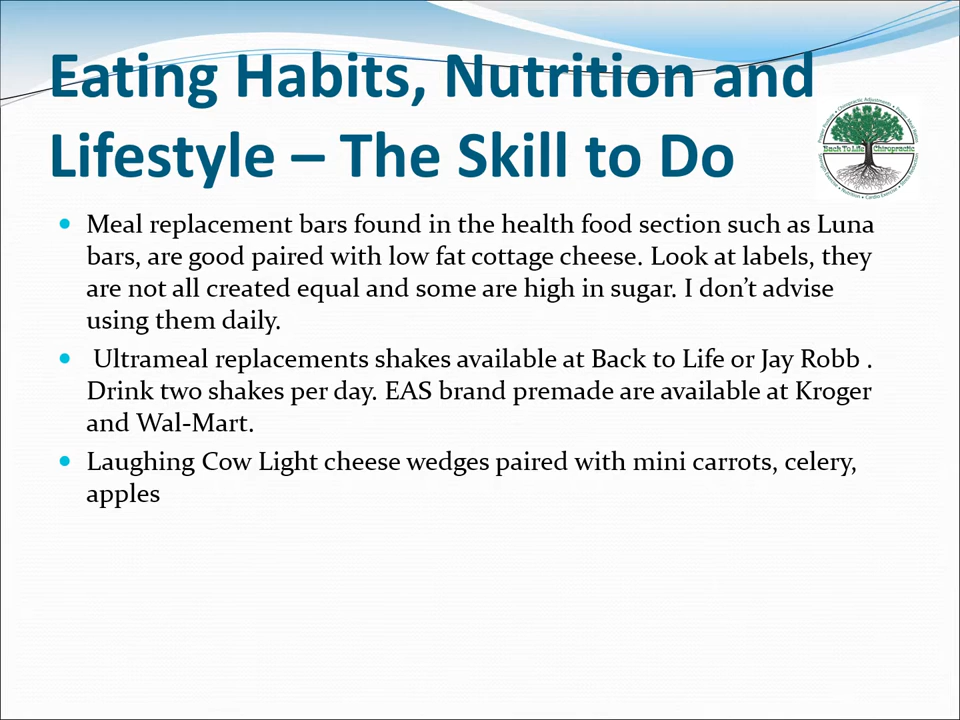 Eating Habits, Nutrition and
Lifestyle – The Skill to Do
Back To Life Chiropractic
Meal replacement bars found in the health food section such as Luna
bars, are good paired with low fat cottage cheese. Look at labels, they
are not all created equal and some are high in sugar. I don’t advise
using them daily.
Ultrameal replacements shakes available at Back to Life or Jay Robb .
Drink two shakes per day. EAS brand premade are available at Kroger
and Wal-Mart.
Laughing Cow Light cheese wedges paired with mini carrots, celery,
apples